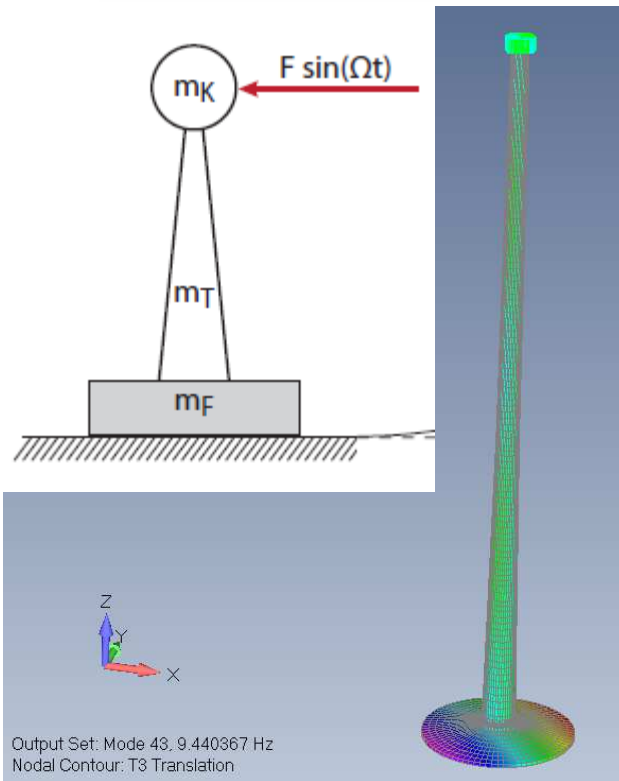 F sin(Ωt)
mK
mT
mF
Z
Y
X
Output Set: Mode 43, 9.440367 Hz
Nodal Contour: T3 Translation